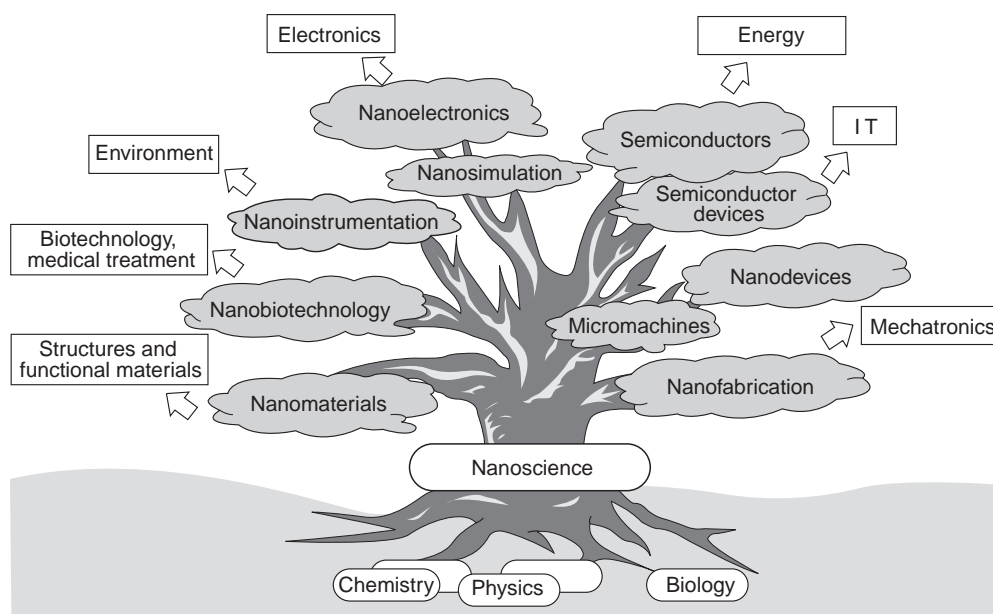 Electronics
Energy
Nanoelectronics
Semiconductors
I T
Environment
Nanosimulation
Semiconductor
devices
Nanoinstrumentation
Biotechnology,
medical treatment
Nanodevices
Nanobiotechnology
Micromachines
Mechatronics
Structures and
functional materials
Nanomaterials
Nanofabrication
Nanoscience
Chemistry
Physics
Biology